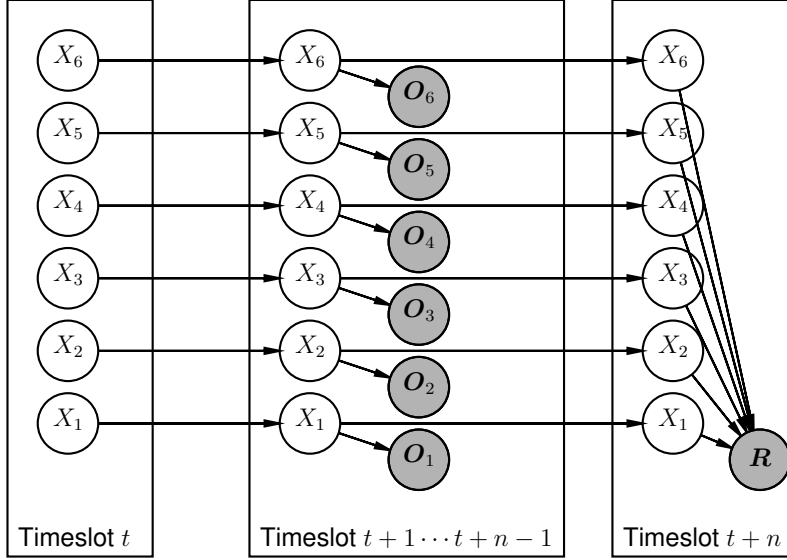 X₆ X₆ X₆
O₆
X₅ X₅ X₅
O₅
X₄ X₄ X₄
O₄
X₃ X₃ X₃
O₃
X₂ X₂ X₂
O₂
X₁ X₁ X₁
O₁ R
Timeslot t Timeslot t + 1 ⋯ t + n − 1 Timeslot t + n